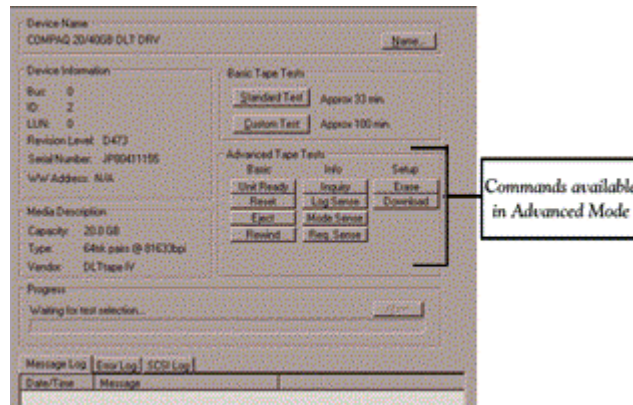 Device Name
COMPAQ 20/40GB DLT DRV
Name...
Device Information
Bus: 0
ID: 2
LUN: 0
Revision Level: D473
Serial Number: JP80411195
WW Address: N/A
Basic Tape Tests
Standard Test Approx 33 min.
Custom Test Approx 100 min.
Advanced Tape Tests
Basic Info Setup
Unit Ready Inquiry Erase
Reset Log Sense Download
Eject Mode Sense
Rewind Req. Sense
Commands available
in Advanced Mode
Media Description
Capacity: 20.0 GB
Type: 64trk pairs @ 81633bpi
Vendor: DLTtape IV
Progress
Waiting for test selection...
Message Log Error Log SCSI Log
Date/Time Message